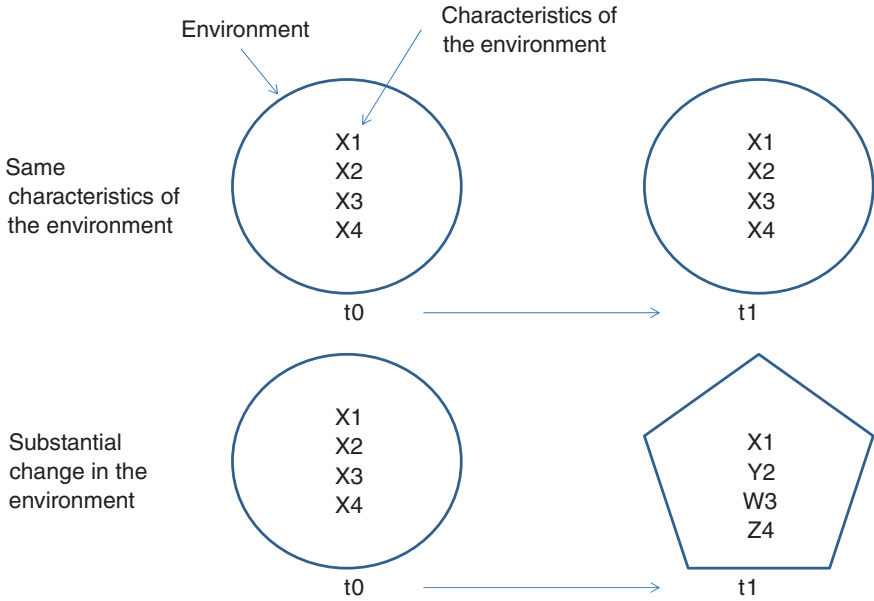 Environment
Characteristics of
the environment
Same
characteristics of
the environment
X1
X2
X3
X4
X1
X2
X3
X4
t0
t1
Substantial
change in the
environment
X1
X2
X3
X4
X1
Y2
W3
Z4
t0
t1